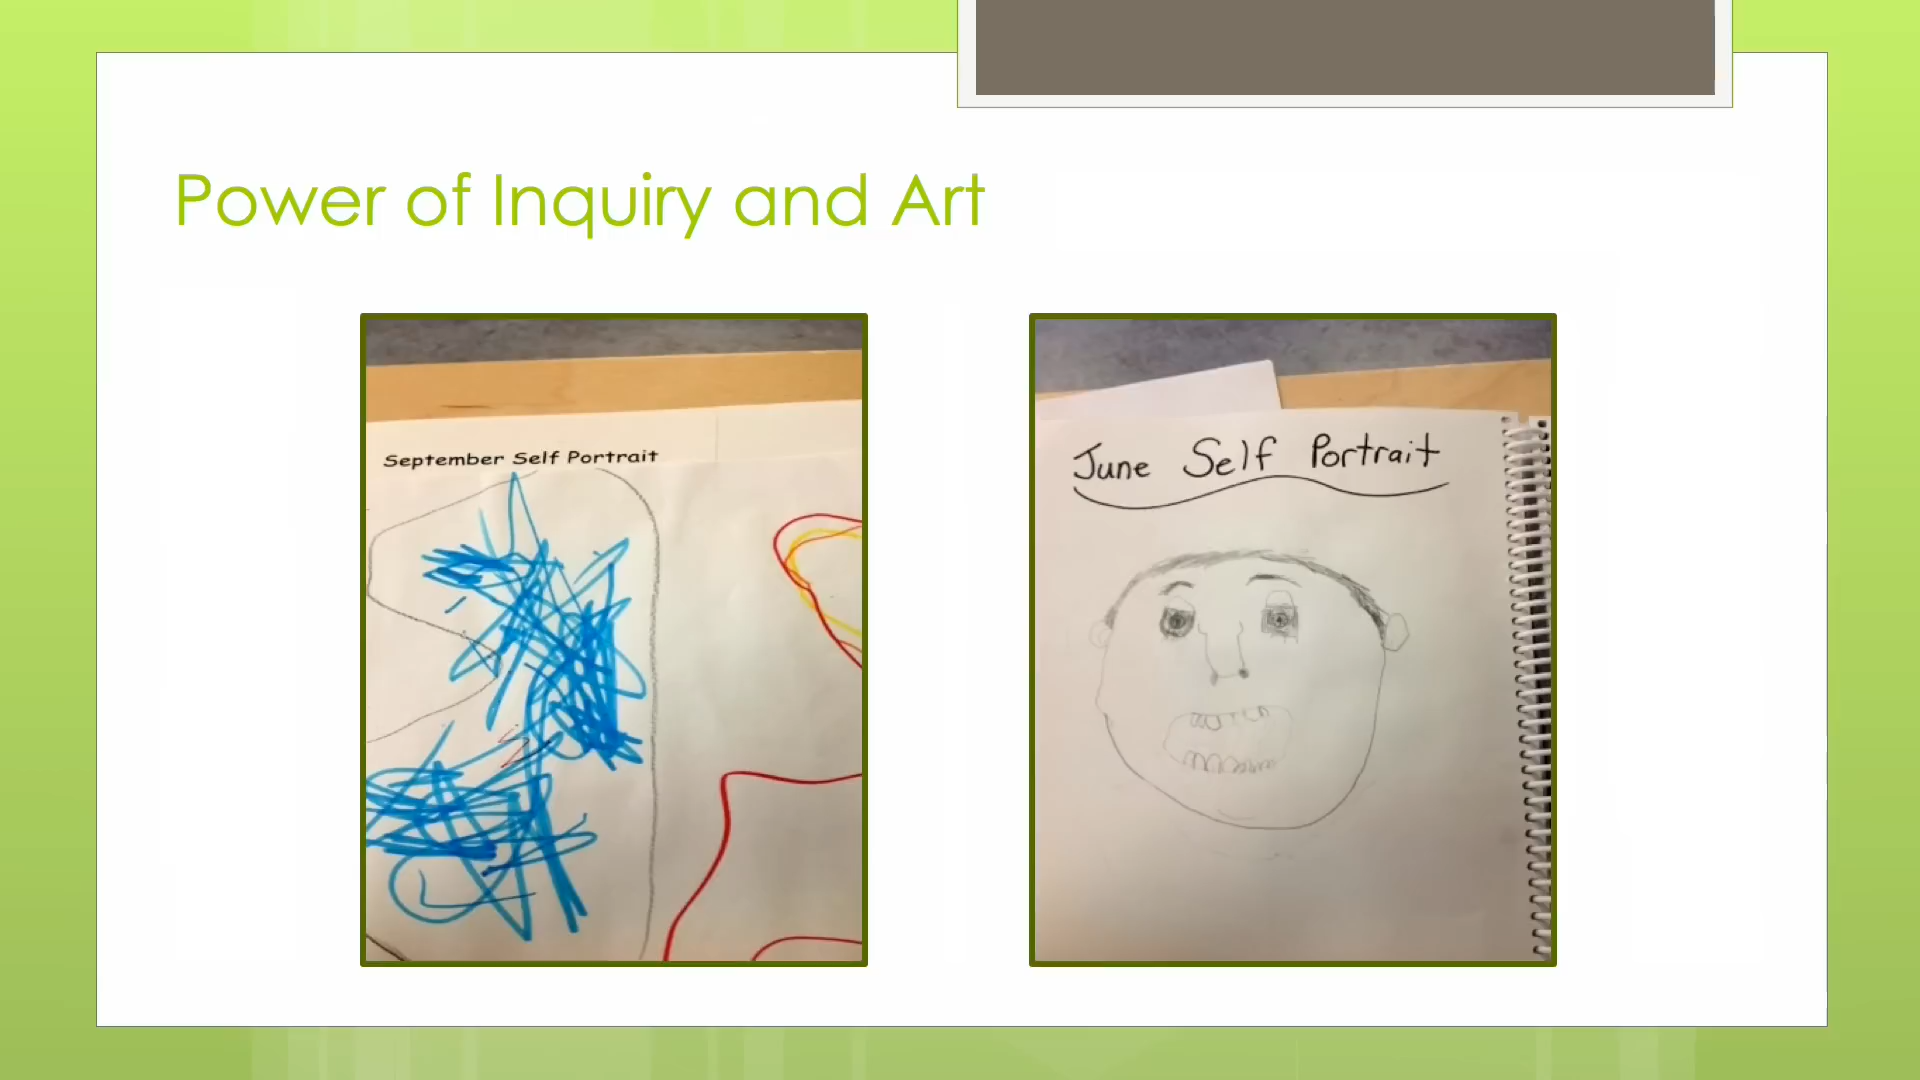 Power of Inquiry and Art
September Self Portrait
June Self Portrait